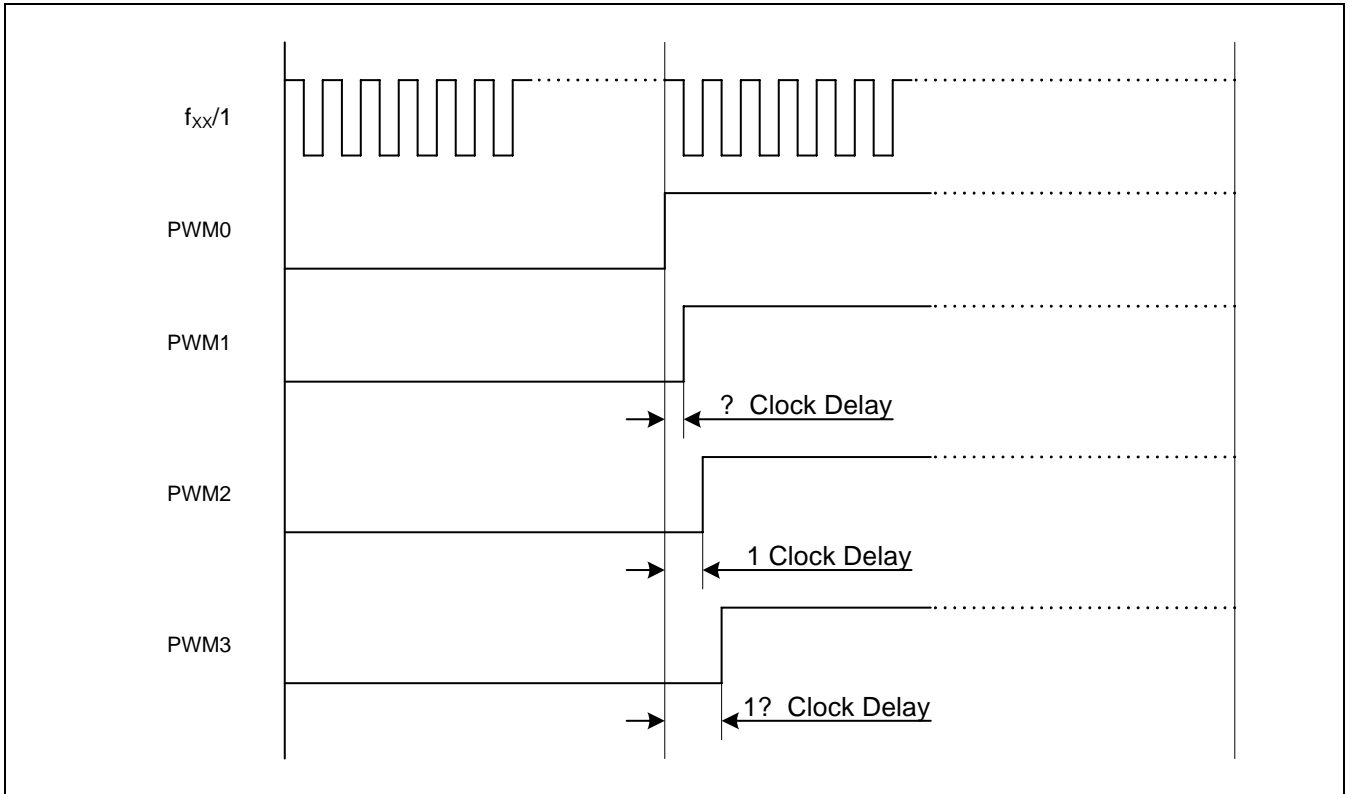 fXX/1
PWM0
PWM1
? Clock Delay
PWM2
1 Clock Delay
PWM3
1? Clock Delay